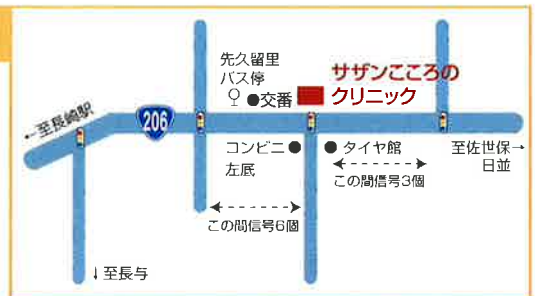 先久留里
バス停
●交番
サザンこころの
クリニック
←至長崎駅
206
コンビニ●
左底
●タイヤ館
この間信号3個
至佐世保→
日並
この間信号6個
↓至長与